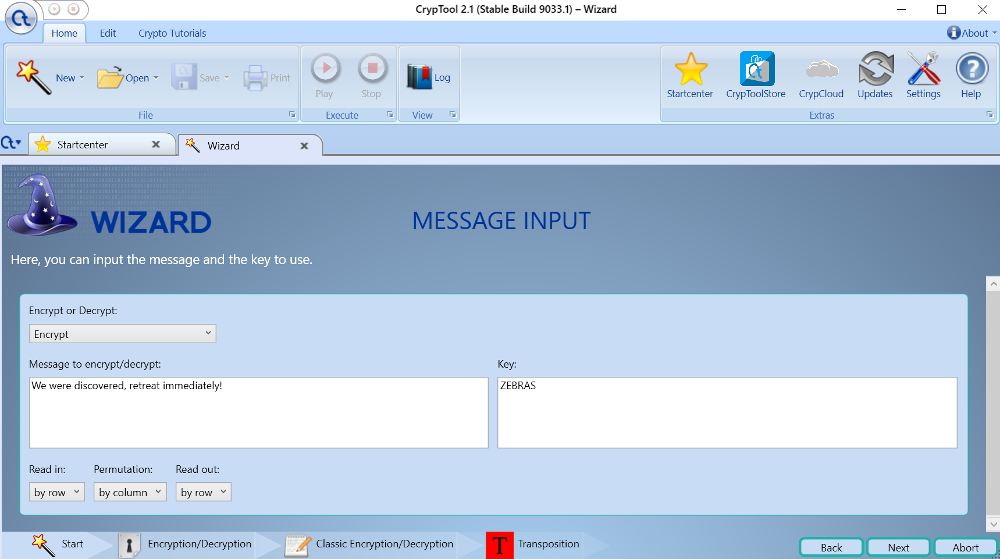 CrypTool 2.1 (Stable Build 9033.1) – Wizard
Home Edit Crypto Tutorials About
New Open Save Print
Play Stop
Log
Startcenter CrypToolStore CrypCloud Updates Settings Help
File Execute View Extras
Startcenter Wizard
WIZARD
MESSAGE INPUT
Here, you can input the message and the key to use.
Encrypt or Decrypt:
Encrypt
Message to encrypt/decrypt: Key:
We were discovered, retreat immediately! ZEBRAS
Read in: Permutation: Read out:
by row by column by row
Start Encryption/Decryption Classic Encryption/Decryption T Transposition
Back Next Abort